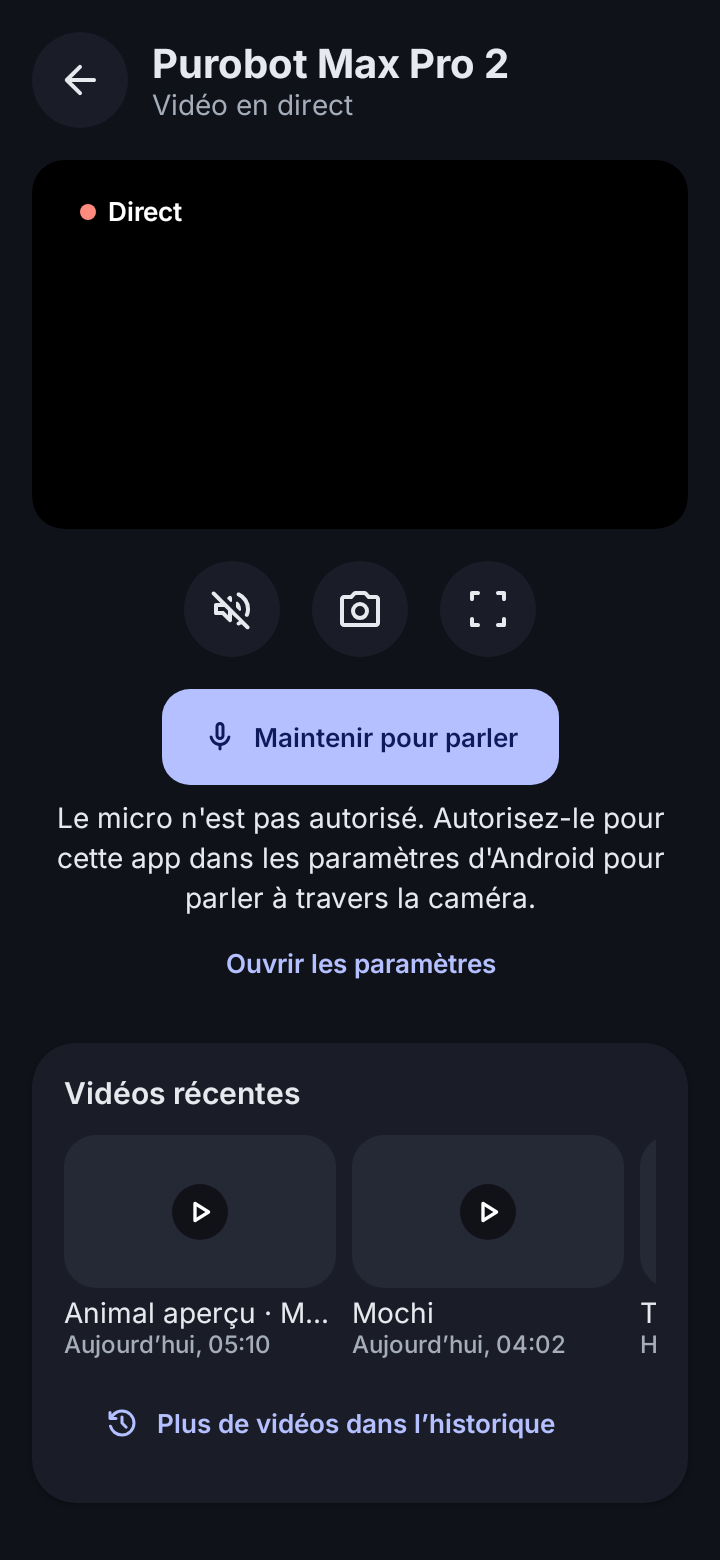 Purobot Max Pro 2
Vidéo en direct
Direct
Maintenir pour parler
Le micro n'est pas autorisé. Autorisez-le pour
cette app dans les paramètres d'Android pour
parler à travers la caméra.
Ouvrir les paramètres
Vidéos récentes
Animal aperçu · M...
Aujourd’hui, 05:10
Mochi
Aujourd’hui, 04:02
T
H
Plus de vidéos dans l’historique